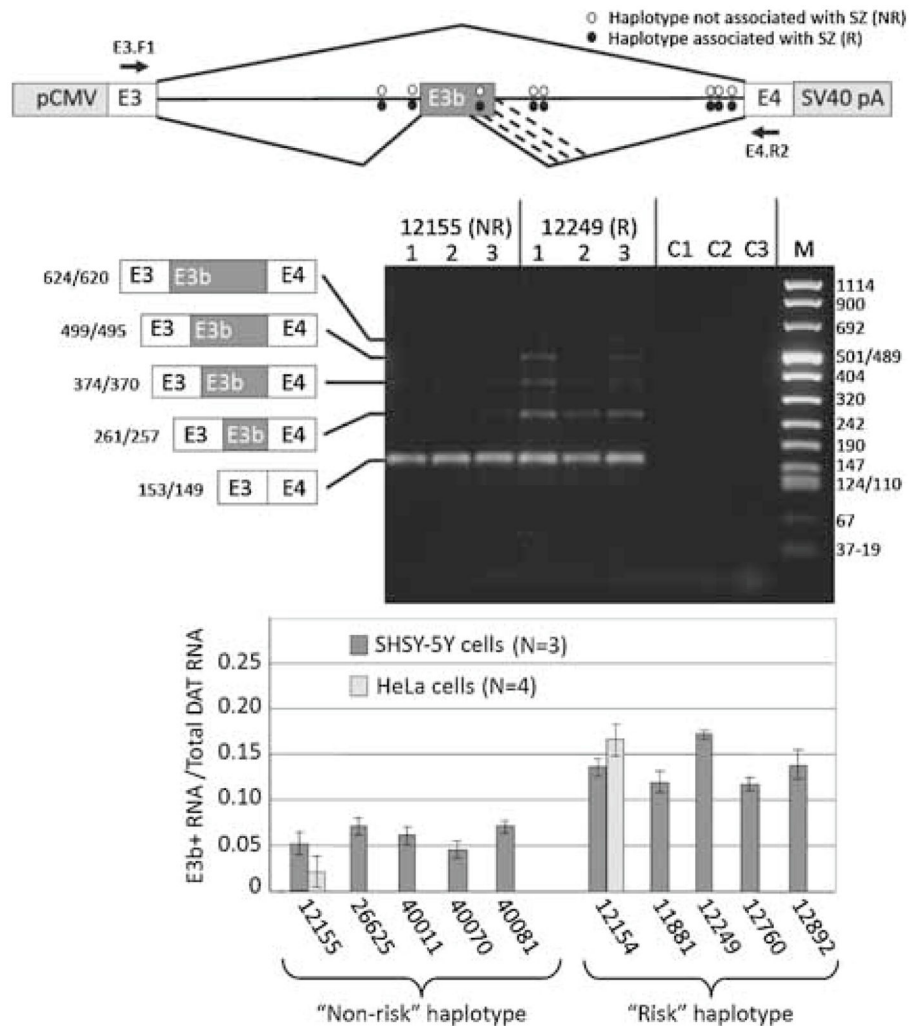 ○ Haplotype not associated with SZ (NR)
● Haplotype associated with SZ (R)
E3.F1
pCMV E3 E3b E4 SV40 pA
E4.R2
12155 (NR) 12249 (R)
1 2 3 1 2 3 C1 C2 C3 M
624/620 E3 E3b E4
499/495 E3 E3b E4
374/370 E3 E3b E4
261/257 E3 E3b E4
153/149 E3 E4
1114
900
692
501/489
404
320
242
190
147
124/110
67
37-19
E3b+ RNA /Total DAT RNA
0.25
0.20
0.15
0.10
0.05
0
SHSY-5Y cells (N=3)
HeLa cells (N=4)
12155 26625 40011 40070 40081 12154 11881 12249 12760 12892
"Non-risk" haplotype "Risk" haplotype